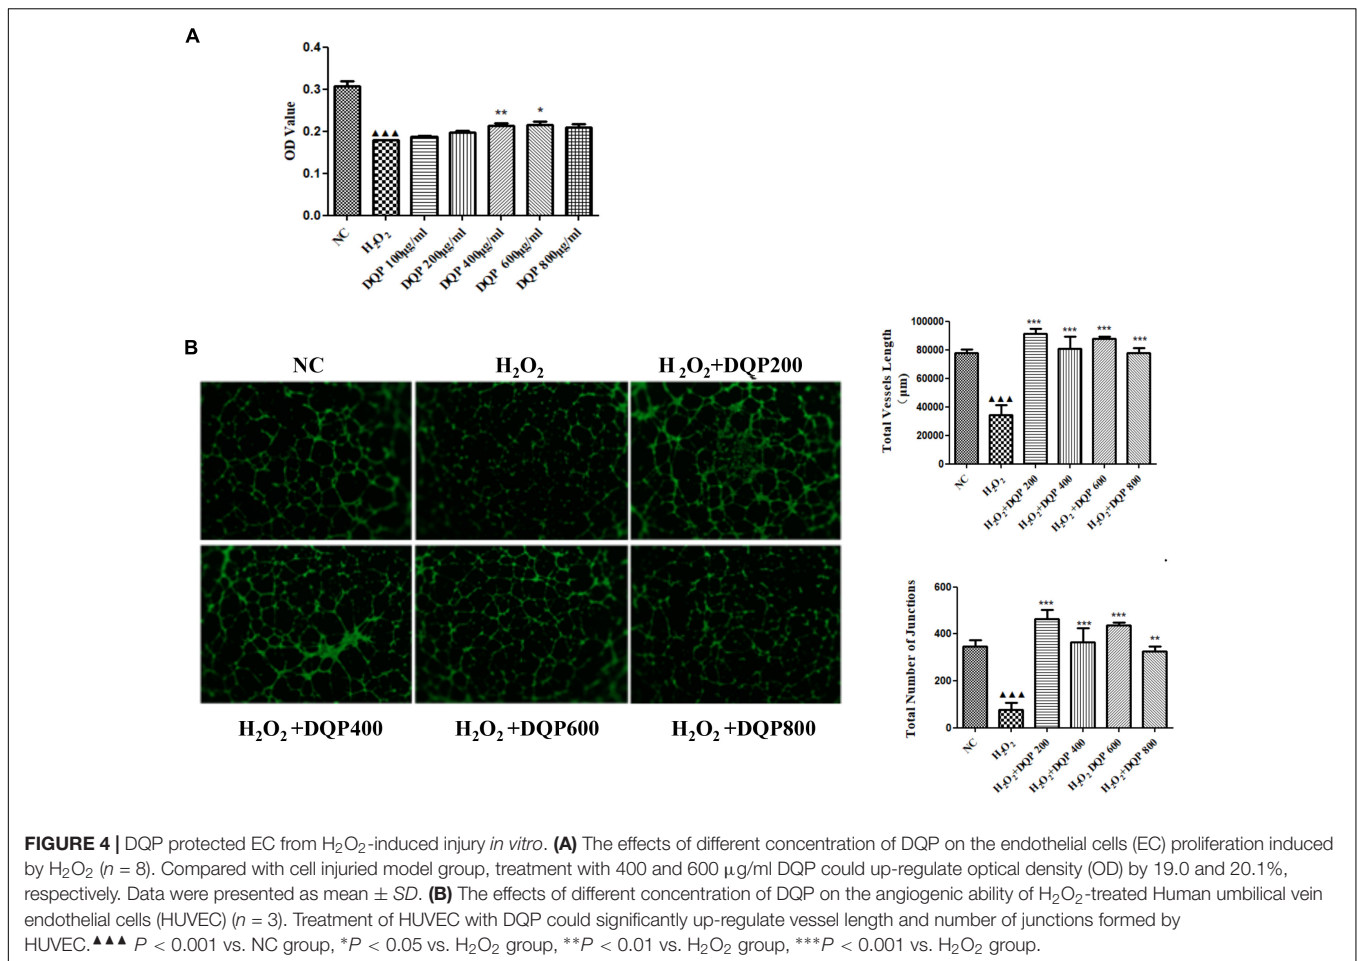 A
0.4
0.3
0.2
0.1
0.0
OD Value
▲▲▲
**
*
NC
H₂O₂
DQP 100μg/ml
DQP 200μg/ml
DQP 400μg/ml
DQP 600μg/ml
DQP 800μg/ml
B
NC
H₂O₂
H₂O₂+DQP200
H₂O₂+DQP400
H₂O₂+DQP600
H₂O₂+DQP800
Total Vessels Length
(μm)
100000
80000
60000
40000
20000
0
▲▲▲
***
***
***
***
NC
H₂O₂
H₂O₂+DQP 200
H₂O₂+DQP 400
H₂O₂+DQP 600
H₂O₂+DQP 800
Total Number of Junctions
600
400
200
0
▲▲▲
***
***
***
**
NC
H₂O₂
H₂O₂+DQP 200
H₂O₂+DQP 400
H₂O₂ DQP 600
H₂O₂+DQP 800
FIGURE 4 | DQP protected EC from H₂O₂-induced injury in vitro. (A) The effects of different concentration of DQP on the endothelial cells (EC) proliferation induced
by H₂O₂ (n = 8). Compared with cell injured model group, treatment with 400 and 600 μg/ml DQP could up-regulate optical density (OD) by 19.0 and 20.1%,
respectively. Data were presented as mean ± SD. (B) The effects of different concentration of DQP on the angiogenic ability of H₂O₂-treated Human umbilical vein
endothelial cells (HUVEC) (n = 3). Treatment of HUVEC with DQP could significantly up-regulate vessel length and number of junctions formed by
HUVEC.▲▲▲ P < 0.001 vs. NC group, *P < 0.05 vs. H₂O₂ group, **P < 0.01 vs. H₂O₂ group, ***P < 0.001 vs. H₂O₂ group.